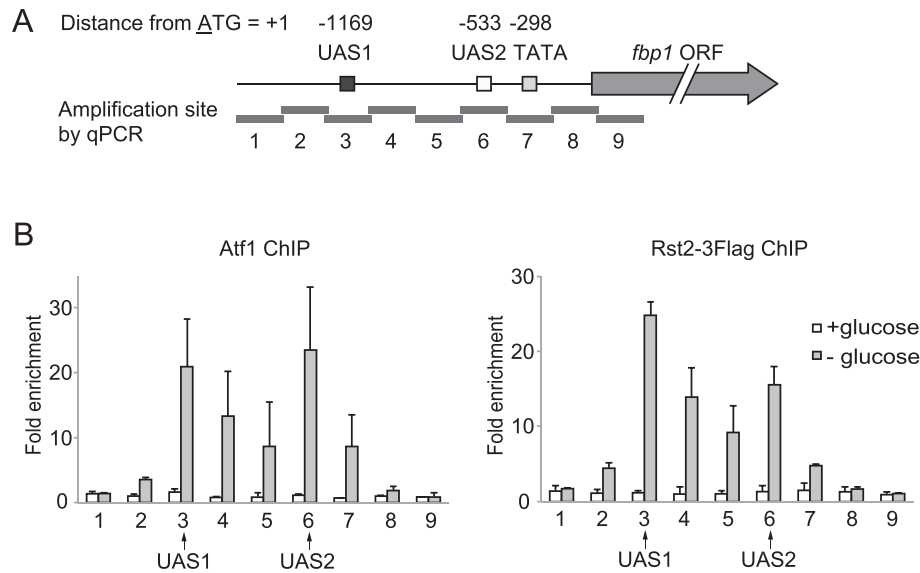 A
Distance from ATG = +1
-1169
-533 -298
UAS1
UAS2 TATA
fbp1 ORF
Amplification site
by qPCR
1 2 3 4 5 6 7 8 9
B
Atf1 ChIP
Fold enrichment
30
20
10
0
1 2 3 4 5 6 7 8 9
UAS1
UAS2
Rst2-3Flag ChIP
Fold enrichment
30
20
10
0
1 2 3 4 5 6 7 8 9
UAS1
UAS2
+glucose
- glucose